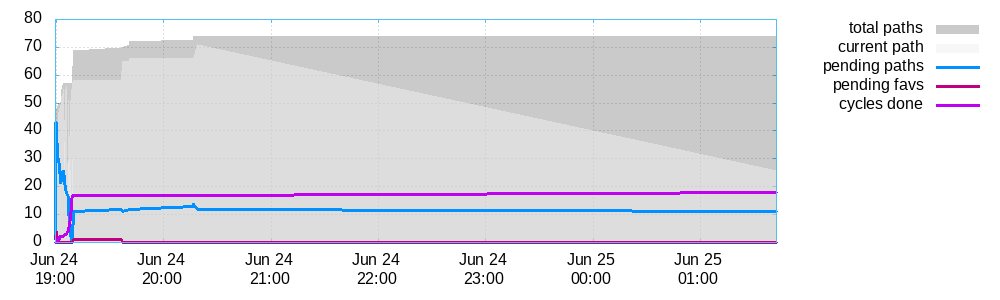 80
70
60
50
40
30
20
10
0
Jun 24 Jun 24 Jun 24 Jun 24 Jun 24 Jun 25 Jun 25
19:00 20:00 21:00 22:00 23:00 00:00 01:00
total paths
current path
pending paths
pending favs
cycles done